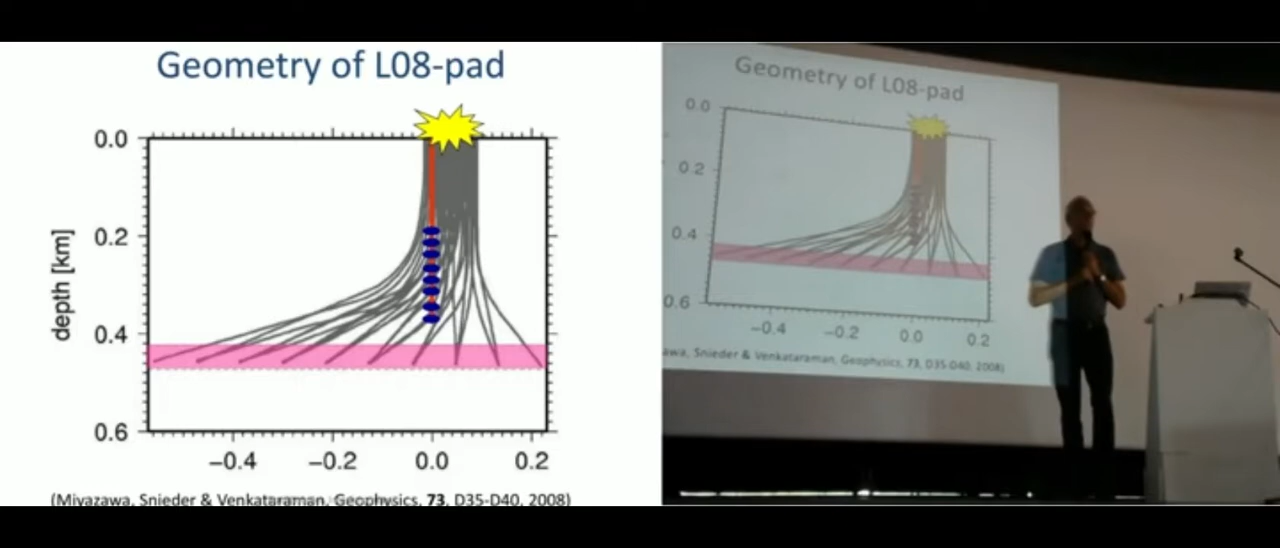 Geometry of L08-pad
0.0
0.2
0.4
0.6
depth [km]
−0.4 −0.2 0.0 0.2
(Miyazawa, Snieder & Venkataraman, Geophysics, 73, D35-D40, 2008)
Geometry of L08-pad
0.0
0.2
0.4
0.6
−0.4 −0.2 0.0 0.2
awa, Snieder & Venkataraman, Geophysics, 73, D35-D40, 2008)